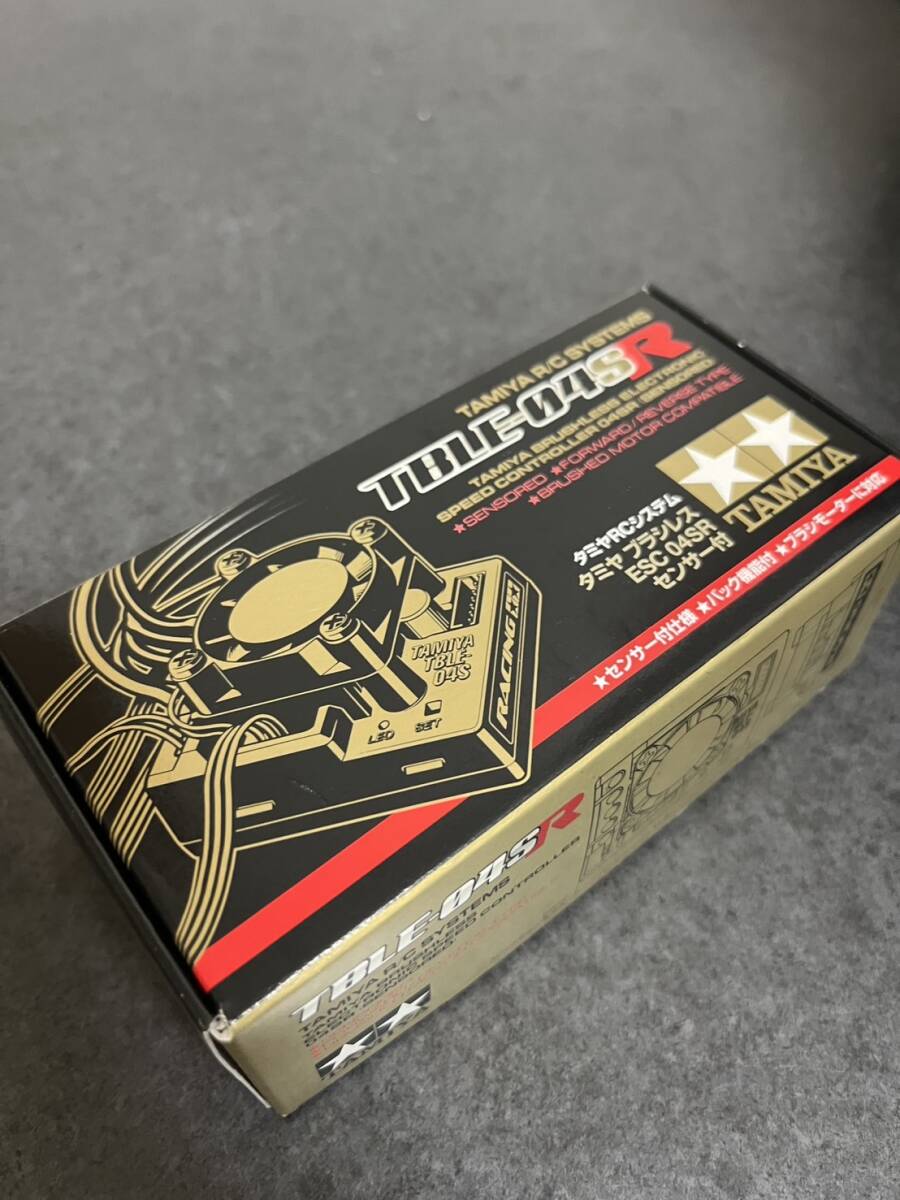 TAMIYA R/C SYSTEMS
TBLE-04SR
TAMIYA BRUSHLESS ELECTRONIC
SPEED CONTROLLER 04SR SENSORED
★SENSORED ★FORWARD/REVERSE TYPE
★BRUSHED MOTOR COMPATIBLE
TAMIYA
タミヤRCシステム
タミヤ ブラシレス
ESC 04SR
センサー付
★センサー付仕様 ★バック機能付 ★ブラシモーターに対応
TAMIYA
TBLE-
04S
LED
SET
TBLE-04SR
TAMIYA R/C SYSTEMS
TAMIYA